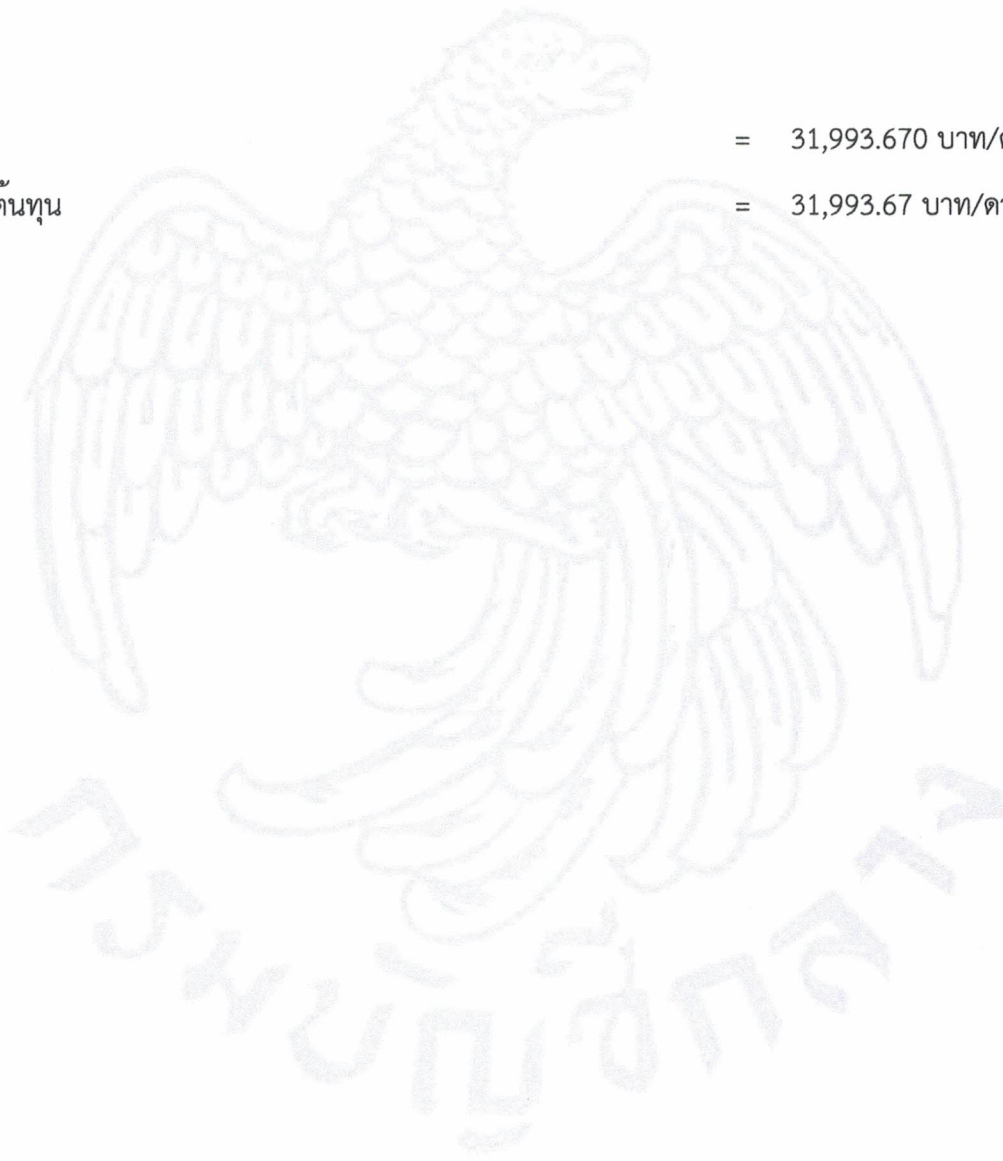 = 31,993.670 บาท/
ต้นทุน = 31,993.67 บาท/
กรมบัญชีกลาง